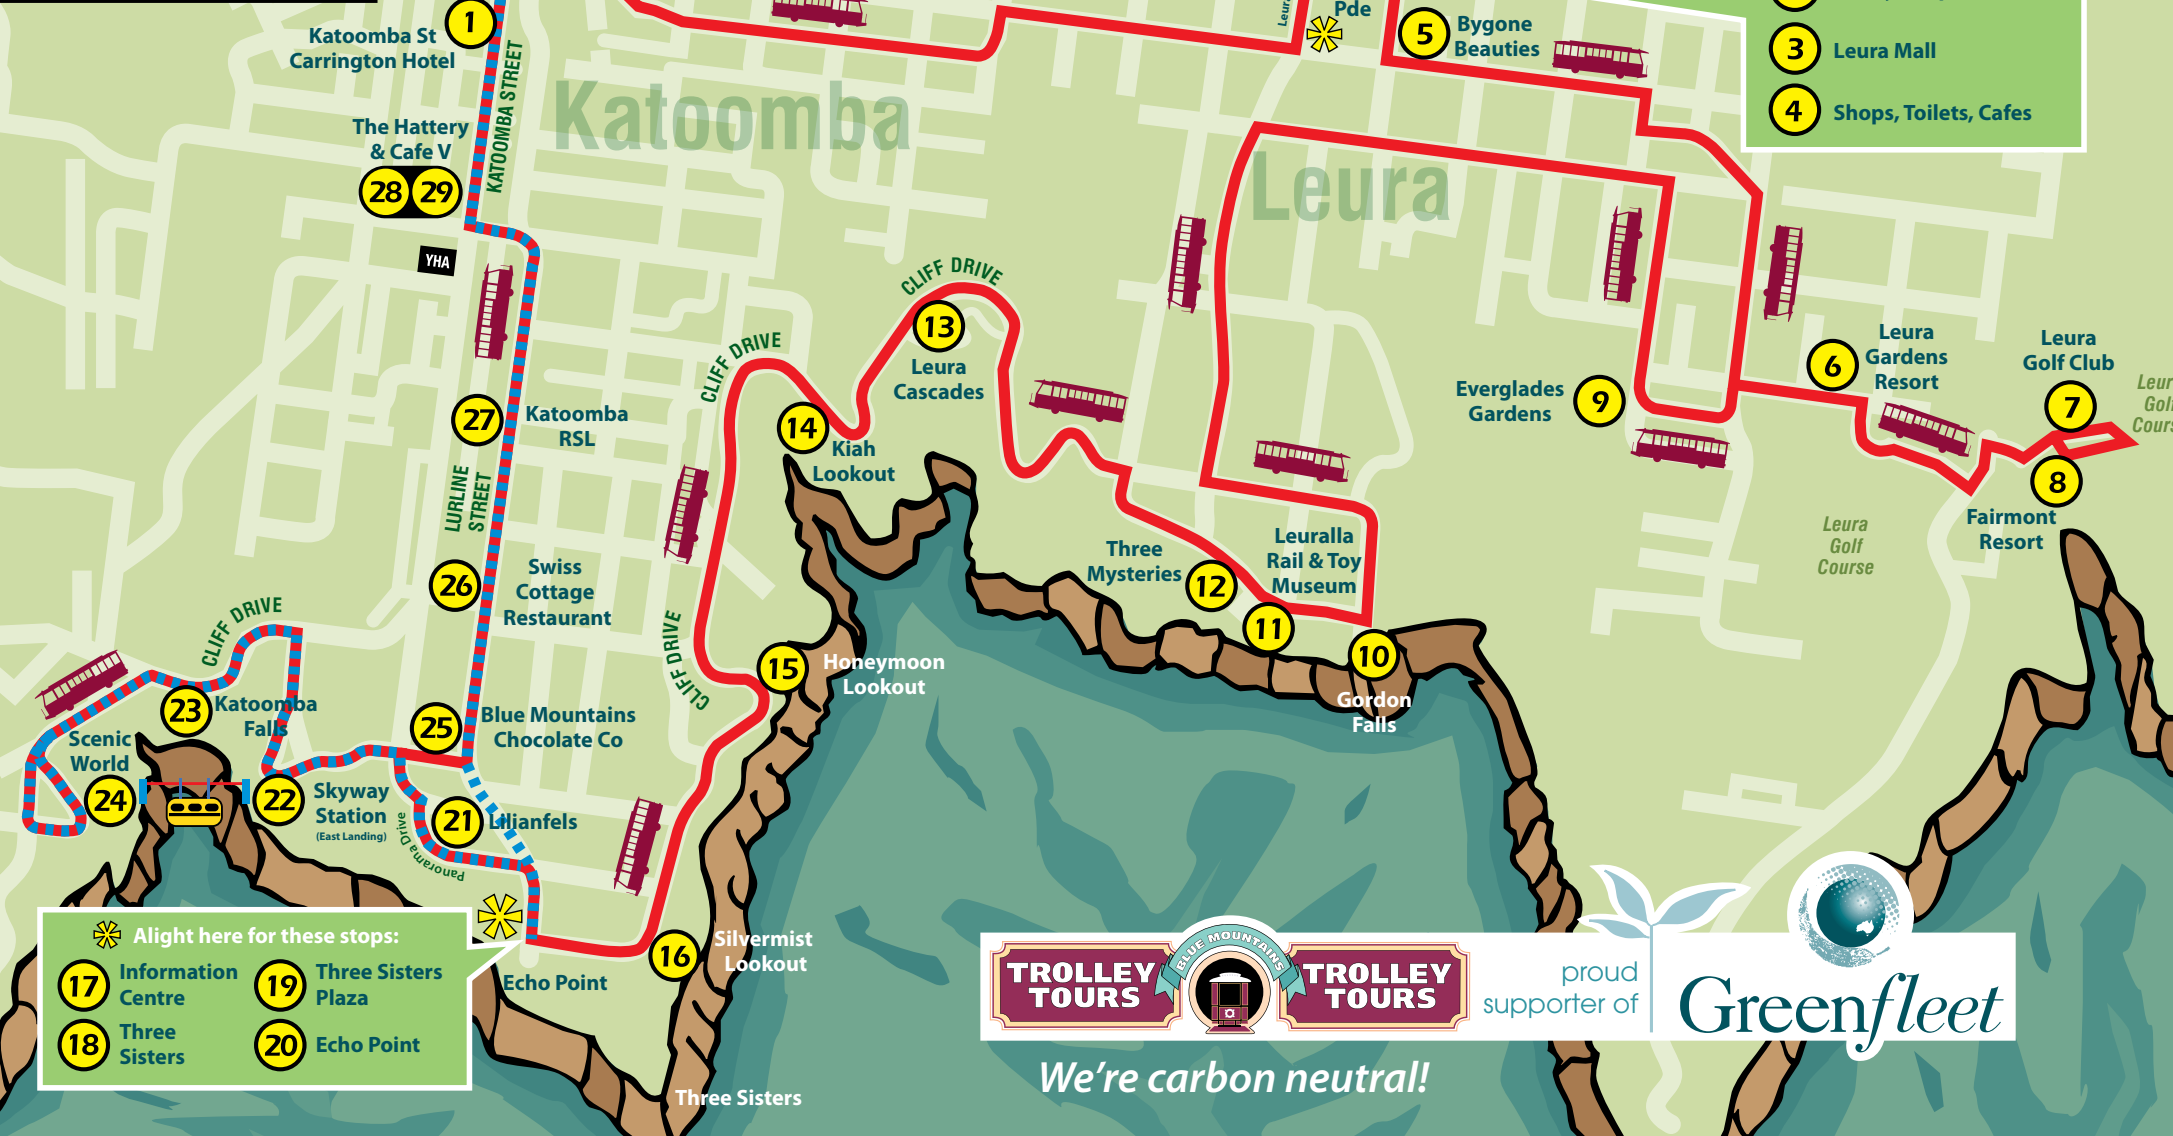 1
Katoomba St
Carrington Hotel
KATOOMBA STREET
The Hattery
& Cafe V
28
29
YHA
Katoomba
Leura
Pde
5
Bygone
Beauties
3
Leura Mall
4
Shops, Toilets, Cafes
CLIFF DRIVE
13
Leura
Cascades
CLIFF DRIVE
14
Kiah
Lookout
27
Katoomba
RSL
LURLINE
STREET
26
Swiss
Cottage
Restaurant
Everglades
Gardens
9
6
Leura
Gardens
Resort
Leura
Golf Club
7
8
Fairmont
Resort
Leura
Golf
Course
Three
Mysteries
12
Leuralla
Rail & Toy
Museum
11
10
Gordon
Falls
CLIFF DRIVE
15
Honeymoon
Lookout
CLIFF DRIVE
23
Katoomba
Falls
Scenic
World
24
22
Skyway
Station
(East Landing)
25
Blue Mountains
Chocolate Co
21
Lilianfels
Panorama Drive
Alight here for these stops:
17
Information
Centre
19
Three Sisters
Plaza
18
Three
Sisters
20
Echo Point
Echo Point
16
Silvermist
Lookout
Three Sisters
TROLLEY
TOURS
BLUE MOUNTAINS
TROLLEY
TOURS
proud
supporter of
Greenfleet
We're carbon neutral!